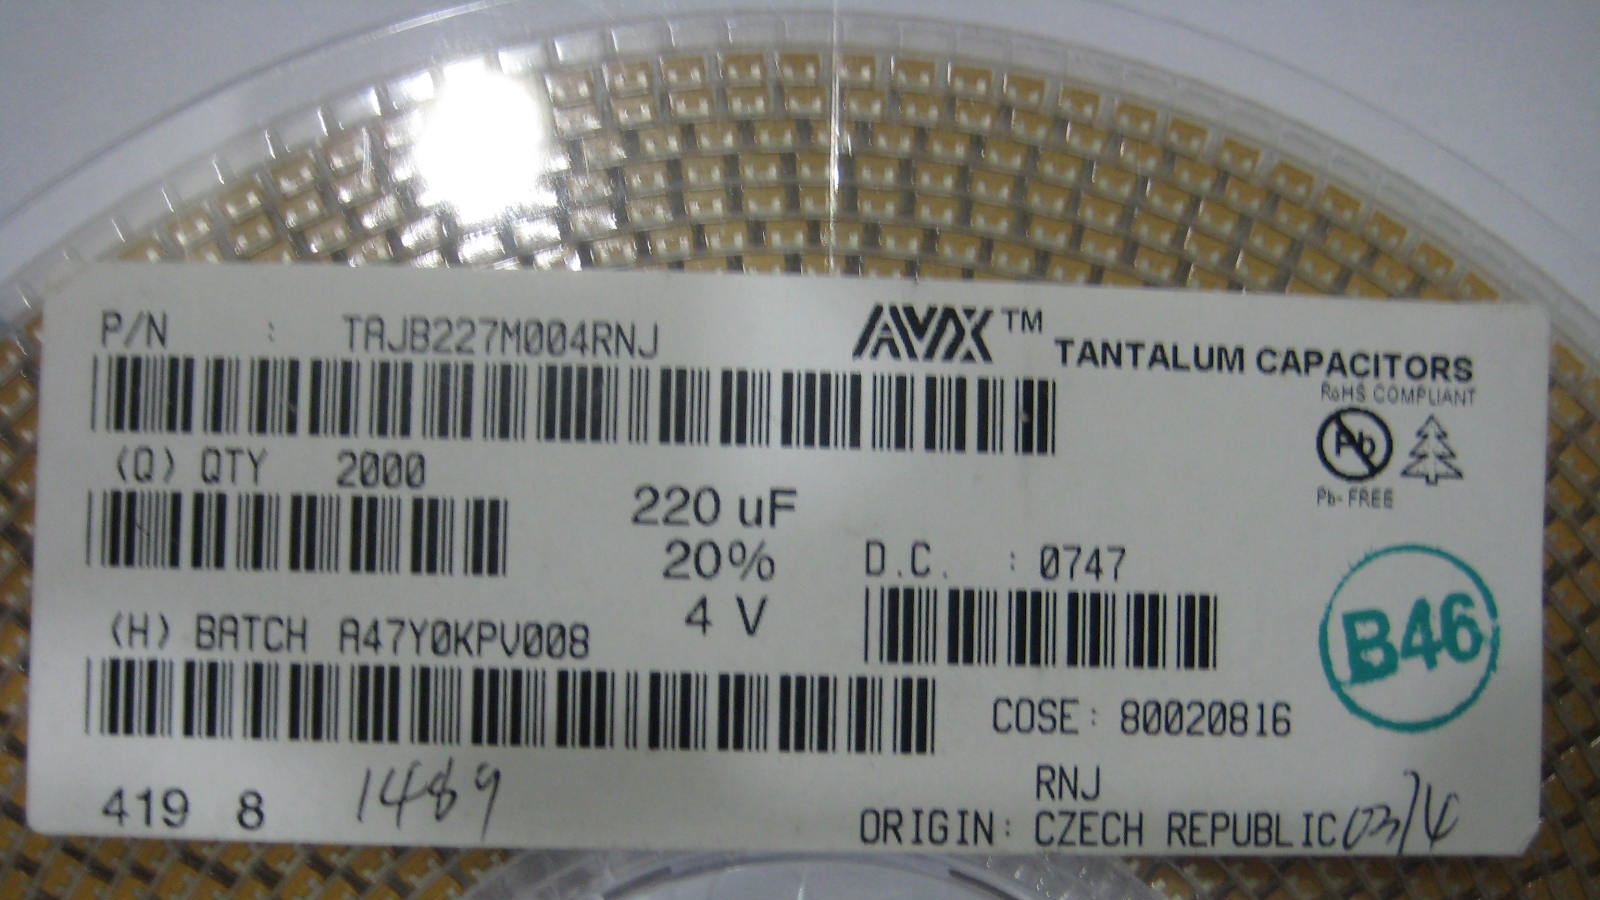 P/N : TAJB227M004RNJ
AVX™ TANTALUM CAPACITORS
RoHS COMPLIANT
Pb
Pb-FREE
(Q) QTY 2000
220 uF
20%
4 V
D.C. : 0747
(H) BATCH A47Y0KPV008
B46
COSE: 80020816
419 8 1489
RNJ
ORIGIN: CZECH REPUBLIC